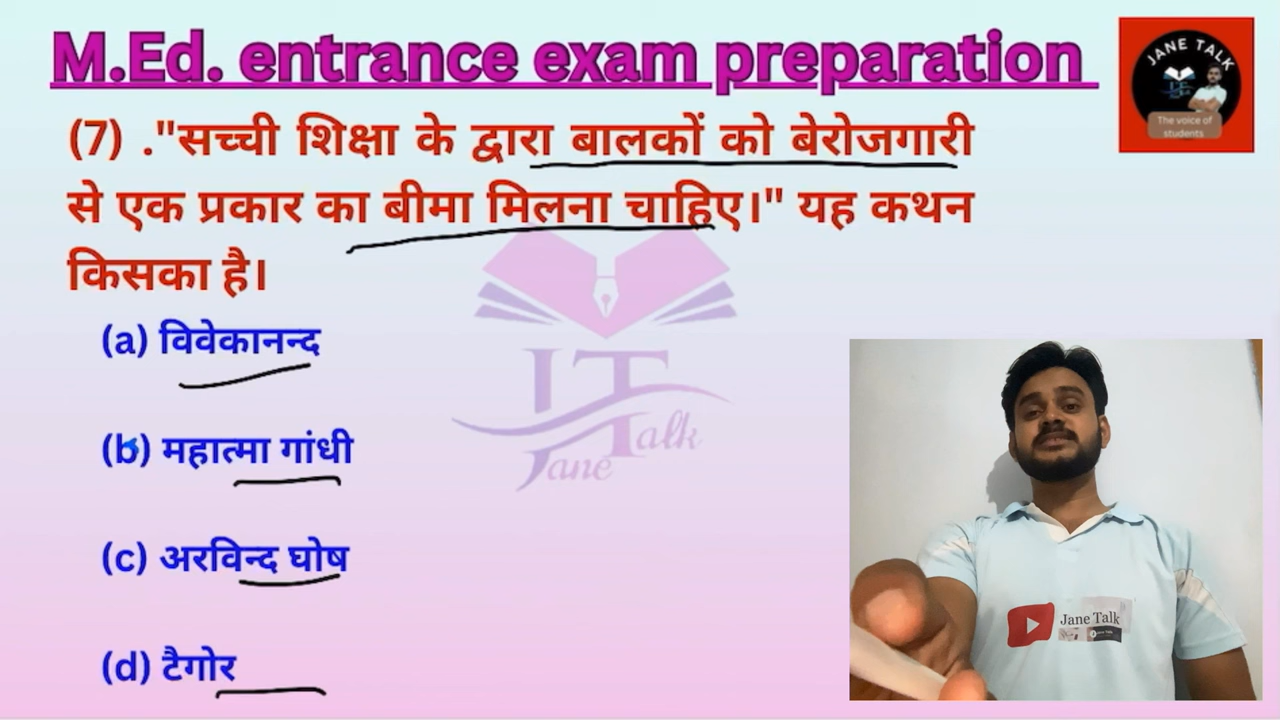 M.Ed. entrance exam preparation
JANE TALK
The voice of
students
(7) ."सच्ची शिक्षा के द्वारा बालकों को बेरोजगारी
से एक प्रकार का बीमा मिलना चाहिए।" यह कथन
किसका है।
(a) विवेकानन्द
(b) महात्मा गांधी
(c) अरविन्द घोष
(d) टैगोर
JT
Jane Talk
Jane Talk